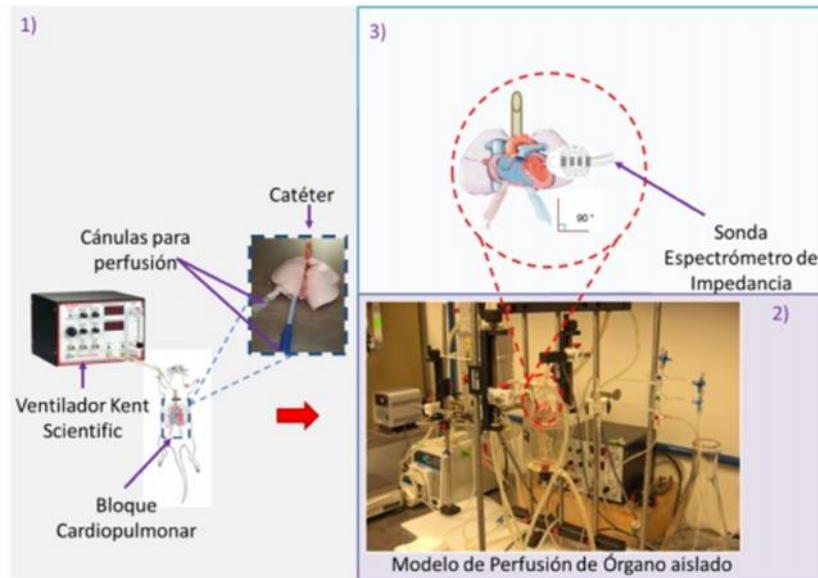 1)
Catéter
Cánulas para
perfusión
Ventilador Kent
Scientific
Bloque
Cardiopulmonar
3)
90 °
Sonda
Espectrómetro de
Impedancia
2)
Modelo de Perfusión de Órgano aislado